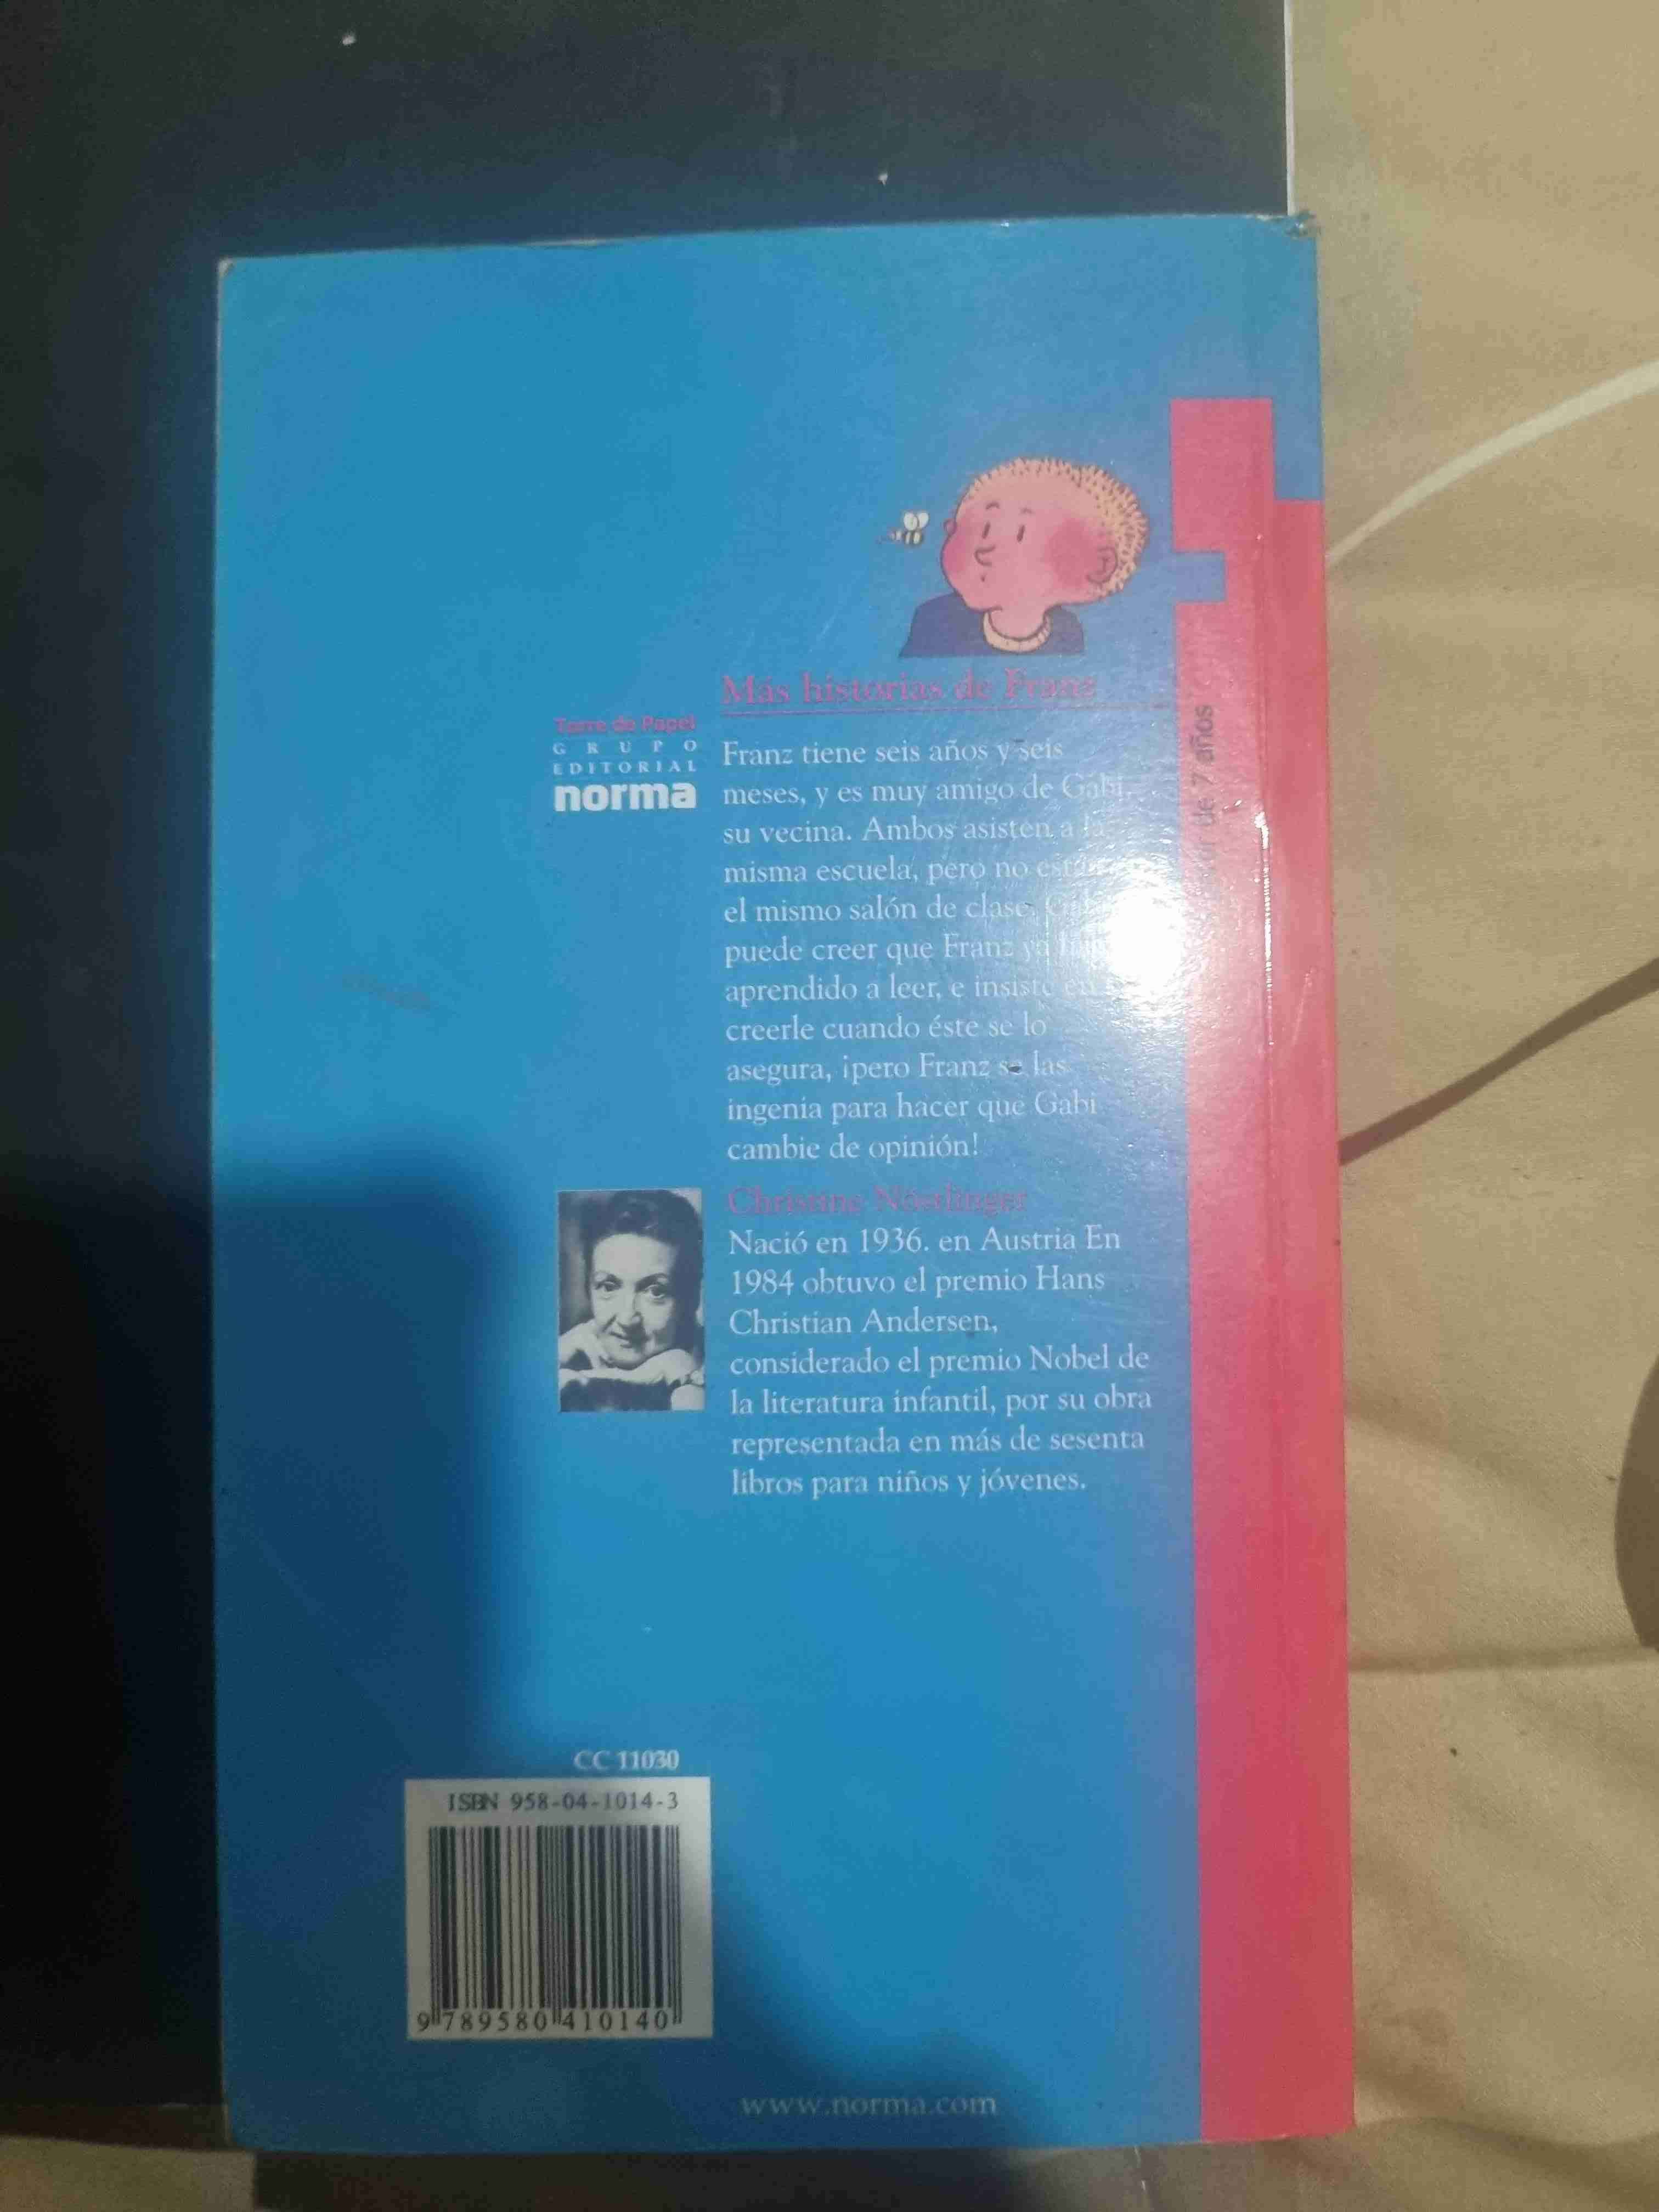 Más historias de Franz
Torre de Papel
GRUPO
EDITORIAL
norma
Franz tiene seis años y seis
meses, y es muy amigo de Gabi,
su vecina. Ambos asisten a la
misma escuela, pero no
el mismo salón de clase.
puede creer que Franz ya
aprendido a leer, e insiste en
creerle cuando éste se lo
asegura, ¡pero Franz se las
ingenia para hacer que Gabi
cambie de opinión!
de 7 años
Christine Nöstlinger
Nació en 1936. en Austria En
1984 obtuvo el premio Hans
Christian Andersen,
considerado el premio Nobel de
la literatura infantil, por su obra
representada en más de sesenta
libros para niños y jóvenes.
CC 11030
ISBN 958-04-1014-3
9 789580 410140
www.norma.com